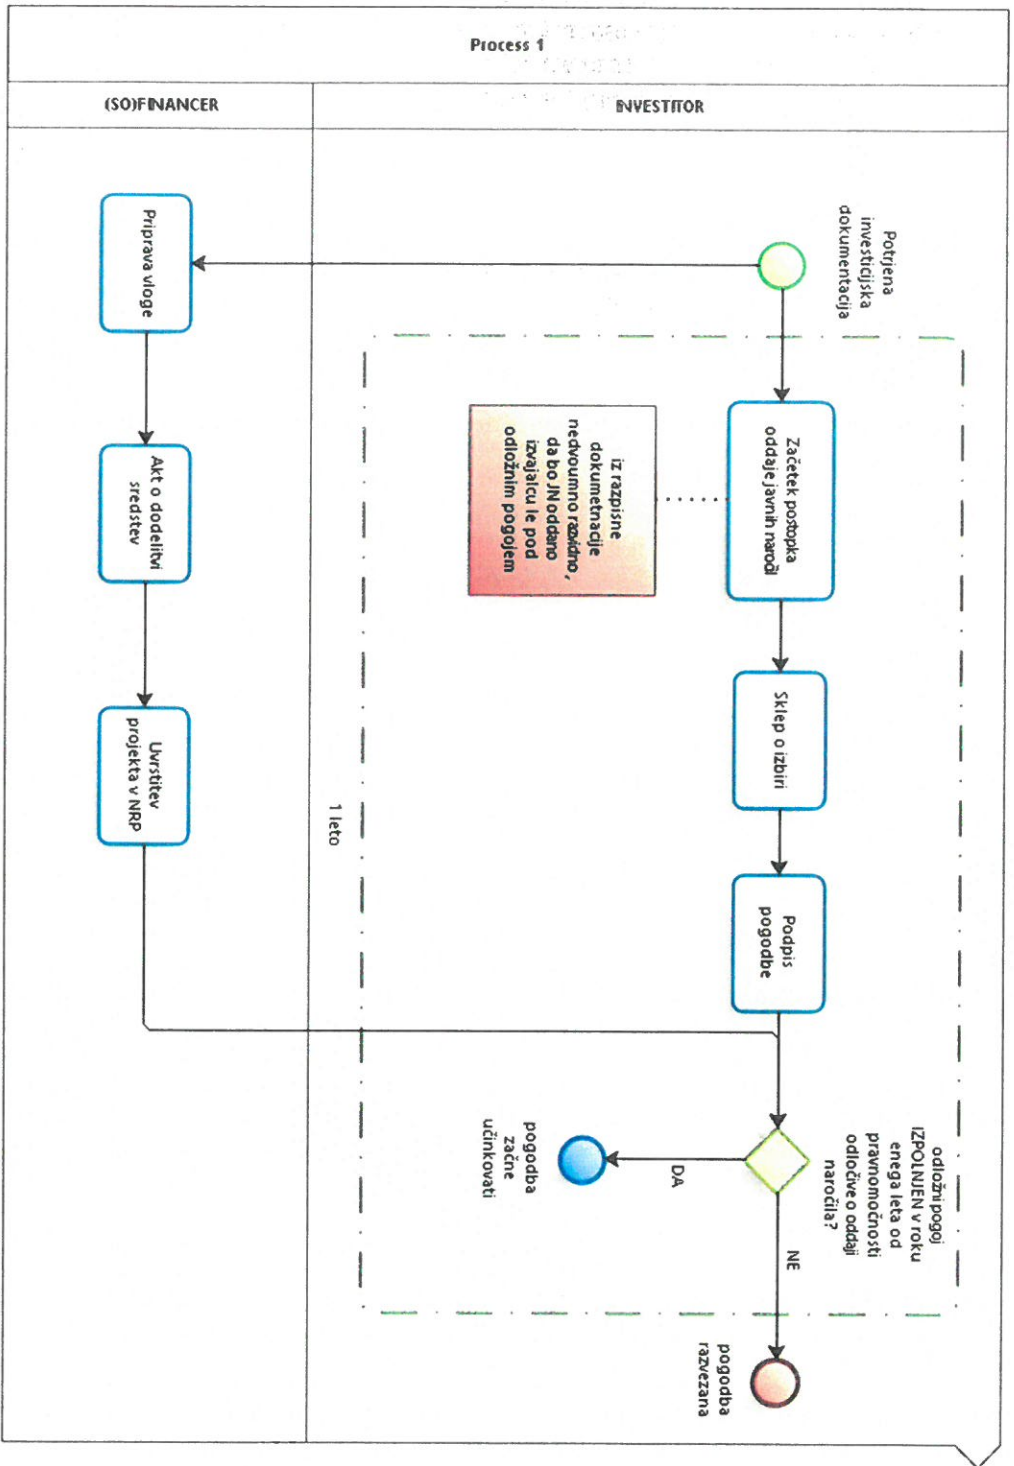 Process 1
(SO)FINANCER
INVESTITOR
Potrjena
investicijska
dokumentacija
Začetek postopka
oddaje javnih naročil
iz razpisne
dokumetnacije
nedvoumno razvidno,
da bo JN oddano
izvajalcu le pod
odložnim pogojem
Sklep o izbiri
Podpis
pogodbe
odložni pogoj
IZPOLNJEN v roku
enega leta od
pravnomočnosti
odločive o oddaji
naročila?
DA
NE
pogodba
začne
učinkovati
pogodba
razvezana
1 leto
Priprava vloge
Akt o dodelitvi
sredstev
Uvrstitev
projekta v NRP